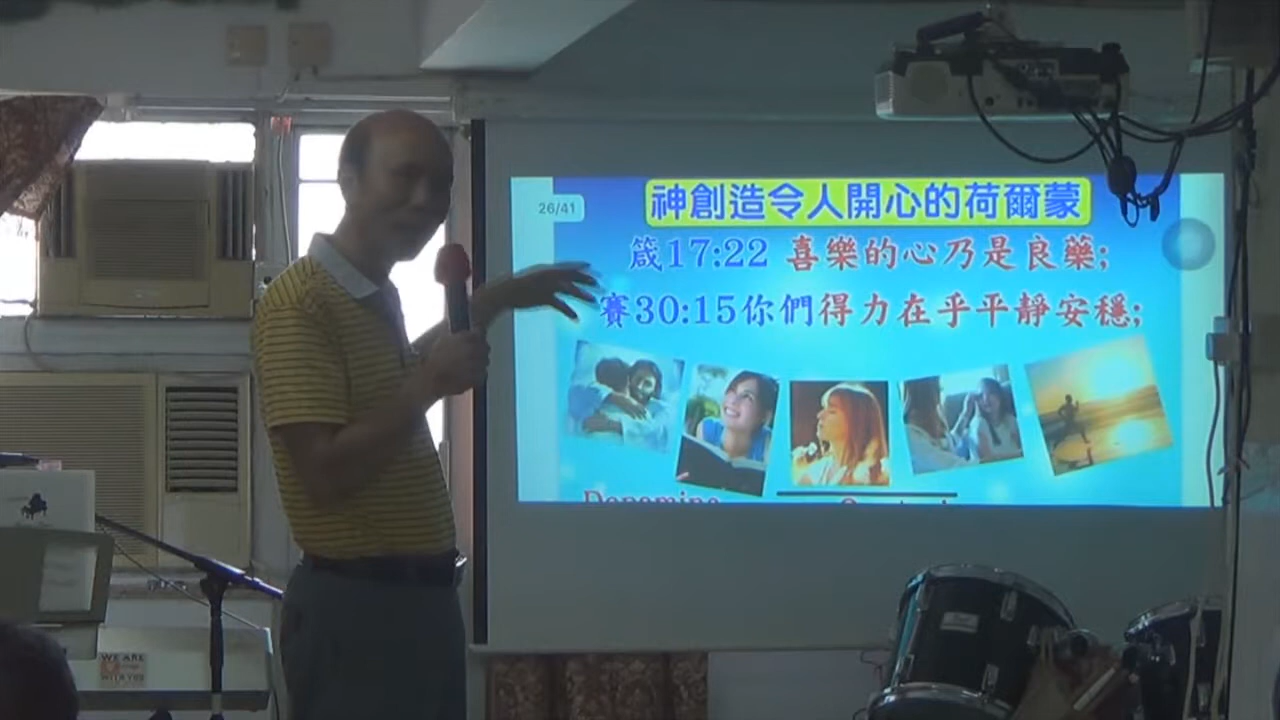 26/41
神創造令人開心的荷爾蒙
箴17:22 喜樂的心乃是良藥;
賽30:15你們得力在乎平靜安穩;
WE ARE
WITH YOU